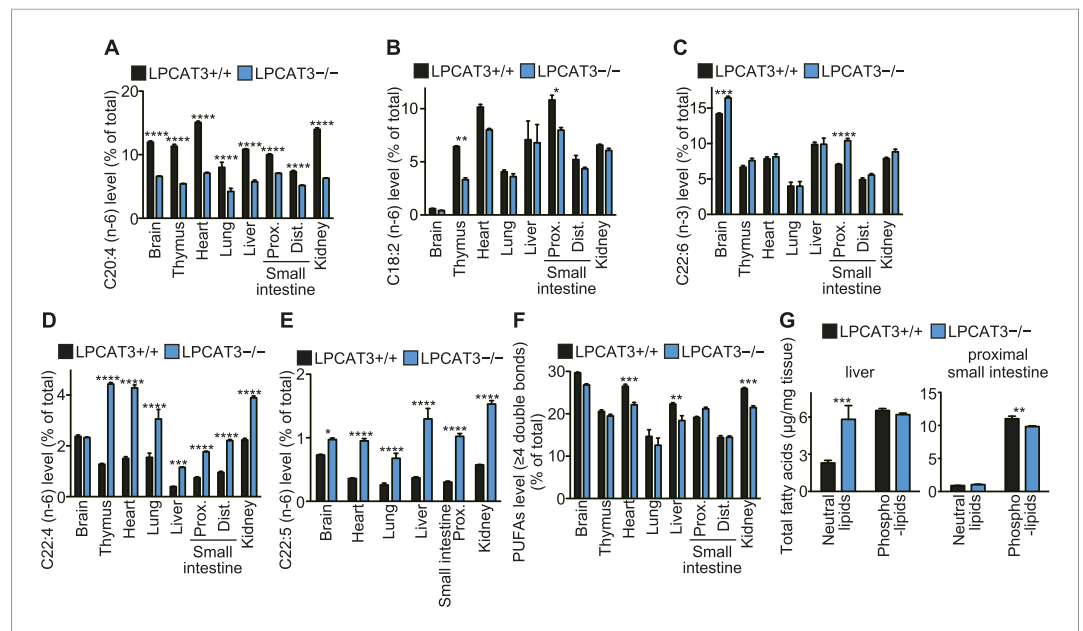 A
LPCAT3+/+ LPCAT3−/−
C20:4 (n-6) level (% of total)
20
10
0
**** **** **** **** **** **** **** ****
Brain
Thymus
Heart
Lung
Liver
Prox.
Dist.
Kidney
Small
intestine
B
LPCAT3+/+ LPCAT3−/−
C18:2 (n-6) level (% of total)
10
5
0
** *
Brain
Thymus
Heart
Lung
Liver
Prox.
Dist.
Kidney
Small
intestine
C
LPCAT3+/+ LPCAT3−/−
C22:6 (n-3) level (% of total)
15
10
5
0
*** ****
Brain
Thymus
Heart
Lung
Liver
Prox.
Dist.
Kidney
Small
intestine
D
LPCAT3+/+ LPCAT3−/−
C22:4 (n-6) level (% of total)
4
2
0
**** **** **** *** **** **** ****
Brain
Thymus
Heart
Lung
Liver
Prox.
Dist.
Kidney
Small
intestine
E
LPCAT3+/+ LPCAT3−/−
C22:5 (n-6) level (% of total)
2
1
0
* **** **** **** **** ****
Brain
Heart
Lung
Liver
Small intestine
Prox.
Kidney
F
LPCAT3+/+ LPCAT3−/−
PUFAs level (≥4 double bonds)
(% of total)
30
20
10
0
*** ** ***
Brain
Thymus
Heart
Lung
Liver
Prox.
Dist.
Kidney
Small
intestine
G
LPCAT3+/+ LPCAT3−/−
Total fatty acids (µg/mg tissue)
liver
9
6
3
0
***
Neutral
lipids
Phospho
-lipids
proximal
small intestine
15
10
5
0
**
Neutral
lipids
Phospho
-lipids